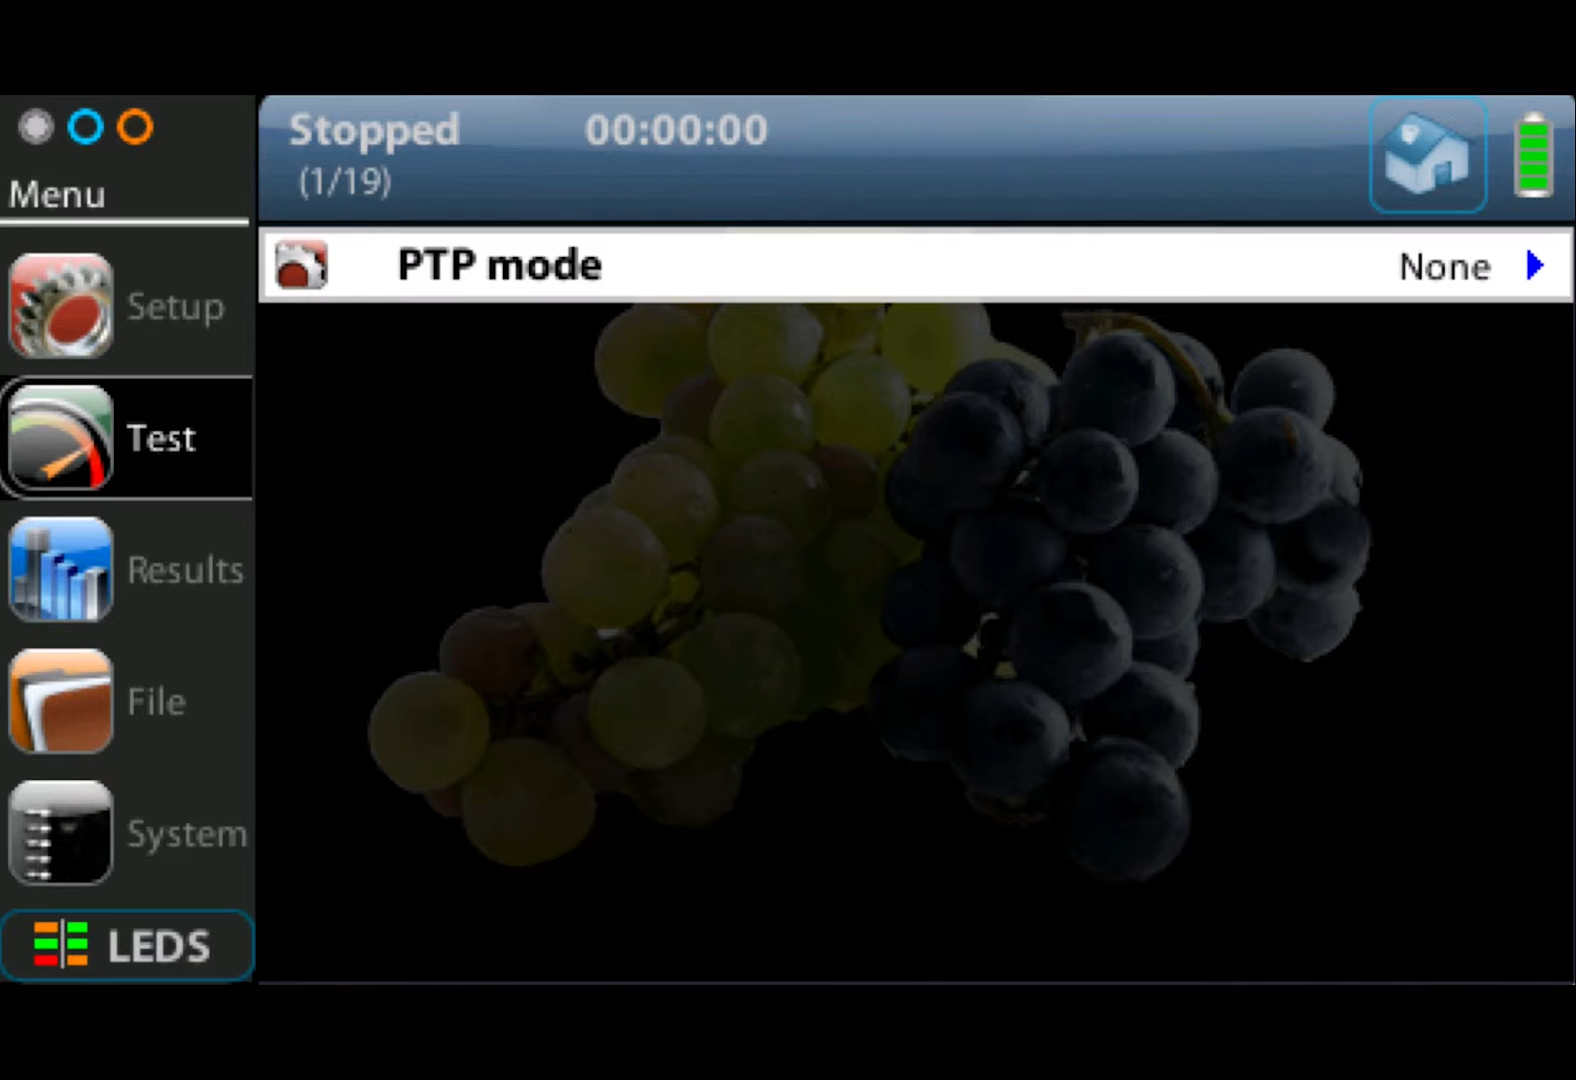 Menu
Setup
Test
Results
File
System
LEDS
Stopped 00:00:00
(1/19)
PTP mode None